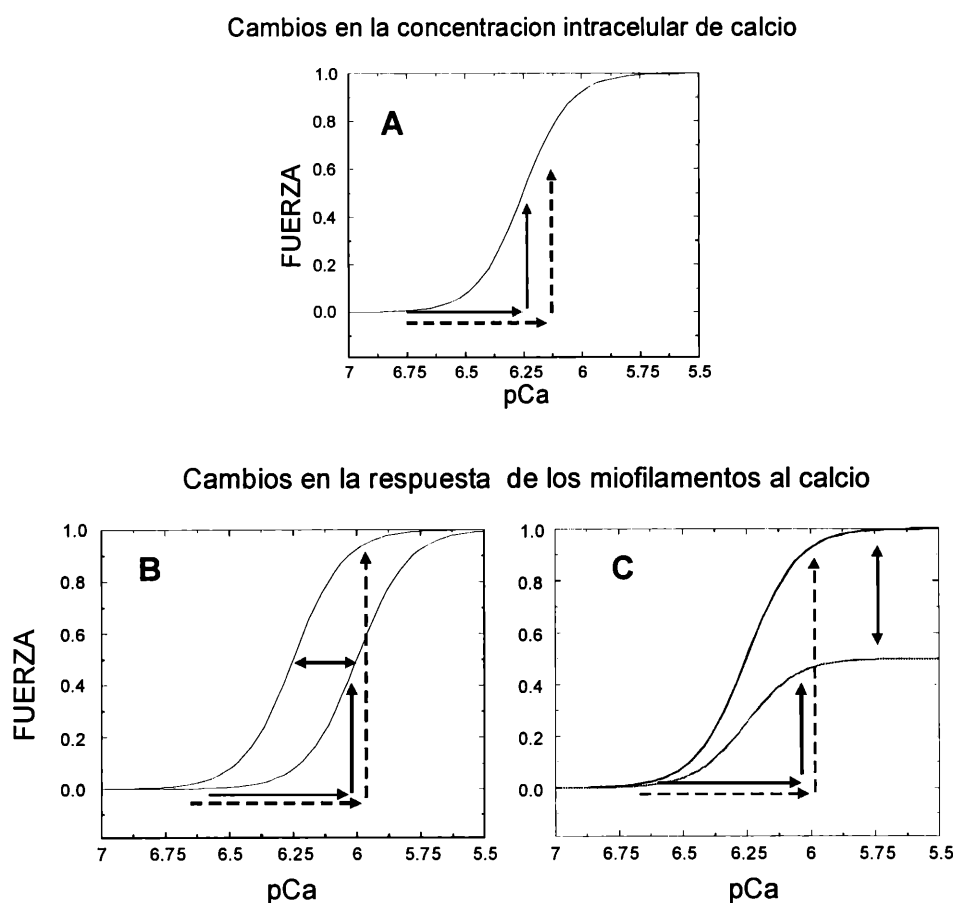 Cambios en la concentracion intracelular de calcio
A
FUERZA
1.0
0.8
0.6
0.4
0.2
0.0
7 6.75 6.5 6.25 6 5.75 5.5
pCa
Cambios en la respuesta de los miofilamentos al calcio
B
FUERZA
1.0
0.8
0.6
0.4
0.2
0.0
7 6.75 6.5 6.25 6 5.75 5.5
pCa
C
1.0
0.8
0.6
0.4
0.2
0.0
7 6.75 6.5 6.25 6 5.75 5.5
pCa